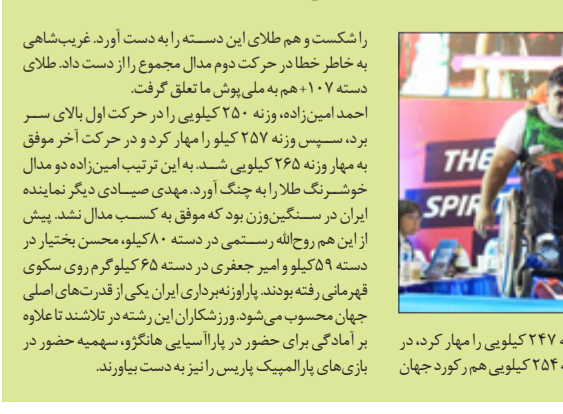 ه ۲۴۷ کیلویی را مهار کرد، در
ه ۲۵۴ کیلویی هم رکورد جهان
را شکست و هم طلای این دسته را به دست آورد. غریب‌شاهی
به خاطر خطا در حرکت دوم مدال مجموع را از دست داد. طلای
دسته ۱۰۷+ هم به ملی‌پوش ما تعلق گرفت.
احمد امین‌زاده، وزنه ۲۵۰ کیلویی را در حرکت اول بالای سر
برد، سپس وزنه ۲۵۷ کیلو را مهار کرد و در حرکت آخر موفق
به مهار وزنه ۲۶۵ کیلویی شد. به این ترتیب امین‌زاده دو مدال
خوشرنگ طلا را به چنگ آورد. مهدی صیادی دیگر نماینده
ایران در سنگین‌وزن بود که موفق به کسب مدال نشد. پیش
از این هم روح‌الله رستمی در دسته ۸۰ کیلو، محسن بختیار در
دسته ۵۹ کیلو و امیر جعفری در دسته ۶۵ کیلوگرم روی سکوی
قهرمانی رفته بودند. پاراوزنه‌برداری ایران یکی از قدرت‌های اصلی
جهان محسوب می‌شود. ورزشکاران این رشته در تلاشند تا علاوه
بر آمادگی برای حضور در پاراآسیایی هانگژو، سهمیه حضور در
بازی‌های پارالمپیک پاریس را نیز به دست بیاورند.
THE
SPIR